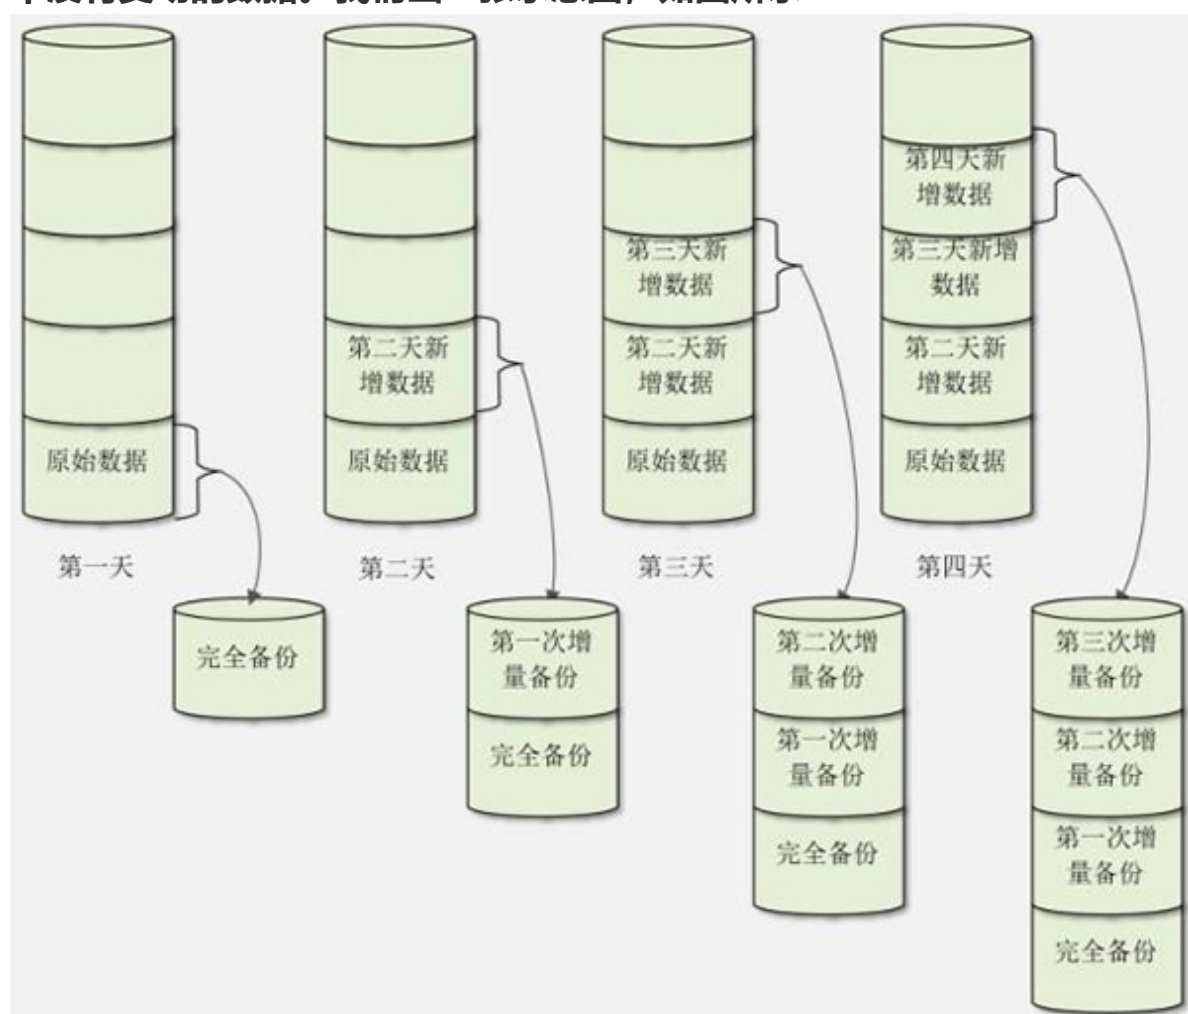 第四天新
增数据
第三天新
增数据
第三天新增
数据
第二天新
增数据
第二天新
增数据
第二天新
增数据
原始数据
原始数据
原始数据
原始数据
第一天
第二天
第三天
第四天
完全备份
第一次增
量备份
完全备份
第二次增
量备份
第一次增
量备份
完全备份
第三次增
量备份
第二次增
量备份
第一次增
量备份
完全备份